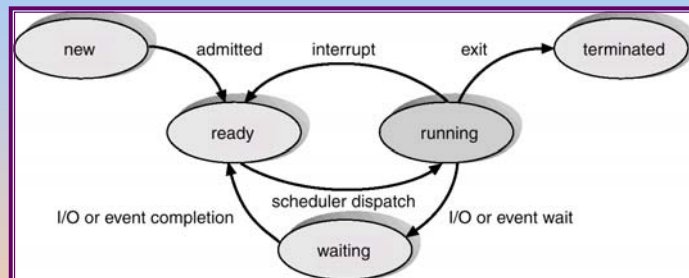 new
admitted
interrupt
exit
terminated
ready
running
scheduler dispatch
I/O or event completion
I/O or event wait
waiting